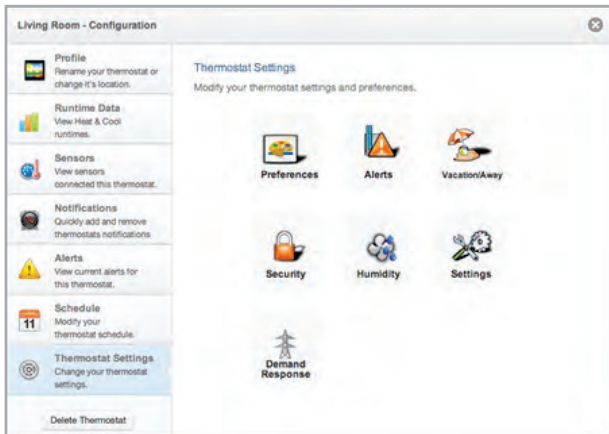 Living Room - Configuration
Profile
Rename your thermostat or
change it's location.
Runtime Data
View Heat & Cool
runtimes.
Sensors
View sensors
connected this thermostat.
Notifications
Quickly add and remove
thermostats notifications
Alerts
View current alerts for
this thermostat.
11
Schedule
Modify your
thermostat schedule.
Thermostat Settings
Change your thermostat
settings.
Delete Thermostat
Thermostat Settings
Modify your thermostat settings and preferences.
Preferences
Alerts
Vacation/Away
Security
Humidity
Settings
Demand
Response